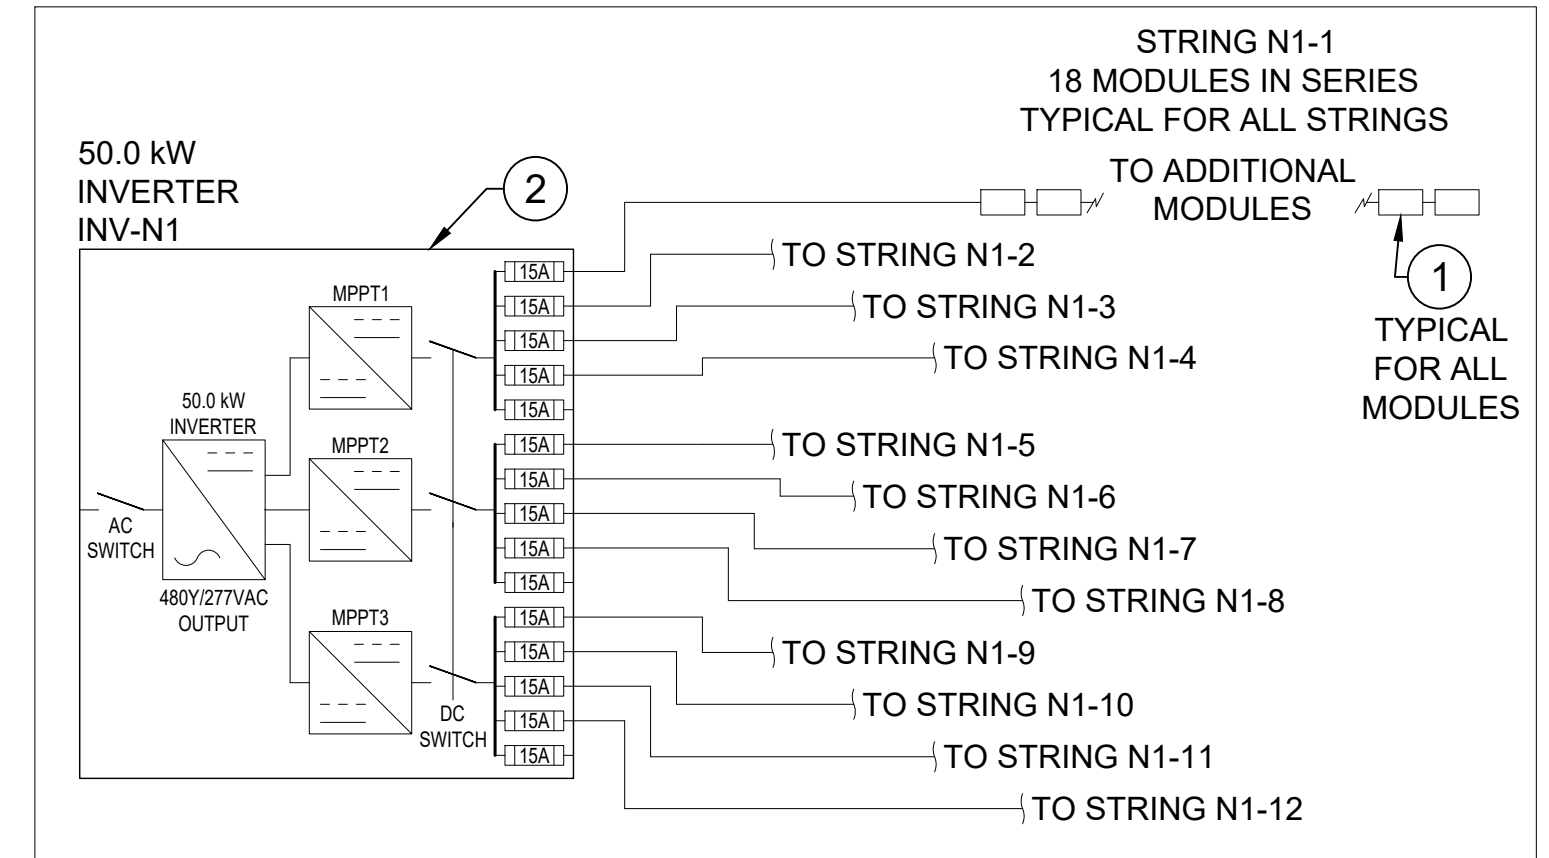 STRING N1-1
18 MODULES IN SERIES
TYPICAL FOR ALL STRINGS
50.0 kW
INVERTER
INV-N1
2
TO ADDITIONAL
MODULES
1
TYPICAL
FOR ALL
MODULES
15A
15A
TO STRING N1-2
15A
TO STRING N1-3
15A
TO STRING N1-4
15A
MPPT1
50.0 kW
INVERTER
MPPT2
15A
TO STRING N1-5
15A
TO STRING N1-6
15A
TO STRING N1-7
15A
TO STRING N1-8
15A
AC
SWITCH
480Y/277VAC
OUTPUT
MPPT3
15A
TO STRING N1-9
15A
TO STRING N1-10
15A
TO STRING N1-11
15A
TO STRING N1-12
15A
DC
SWITCH